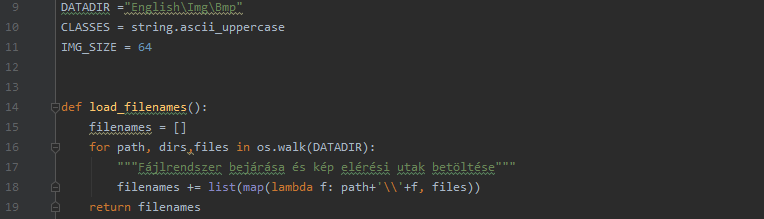 9 DATADIR ="English\Img\Bmp"
10 CLASSES = string.ascii_uppercase
11 IMG_SIZE = 64
12
13
14 def load_filenames():
15     filenames = []
16     for path, dirs,files in os.walk(DATADIR):
17         """Fájlrendszer bejárása és kép elérési utak betöltése"""
18         filenames += list(map(lambda f: path+'\\'+f, files))
19     return filenames